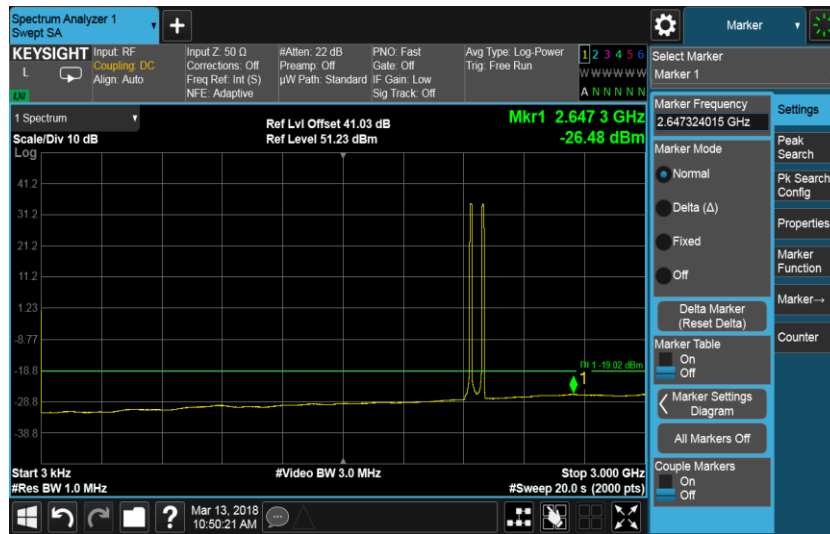 Spectrum Analyzer 1
Swept SA
+
Marker
KEYSIGHT
L
LXI
Input: RF
Coupling: DC
Align: Auto
Input Z: 50 Ω
Corrections: Off
Freq Ref: Int (S)
NFE: Adaptive
#Atten: 22 dB
Preamp: Off
µW Path: Standard
PNO: Fast
Gate: Off
IF Gain: Low
Sig Track: Off
Avg Type: Log-Power
Trig: Free Run
1 2 3 4 5 6
W W W W W W
A N N N N N
Select Marker
Marker 1
1 Spectrum
Scale/Div 10 dB
Log
Ref Lvl Offset 41.03 dB
Ref Level 51.23 dBm
Mkr1 2.647 3 GHz
-26.48 dBm
41.2
31.2
21.2
11.2
1.23
-8.77
-18.8
-28.8
-38.8
DL1 -19.02 dBm
1
Start 3 kHz
#Res BW 1.0 MHz
#Video BW 3.0 MHz
Stop 3.000 GHz
#Sweep 20.0 s (2000 pts)
Marker Frequency
2.647324015 GHz
Marker Mode
Normal
Delta (Δ)
Fixed
Off
Delta Marker
(Reset Delta)
Marker Table
On
Off
Marker Settings
Diagram
All Markers Off
Couple Markers
On
Off
Settings
Peak
Search
Pk Search
Config
Properties
Marker
Function
Marker→
Counter
?
Mar 13, 2018
10:50:21 AM